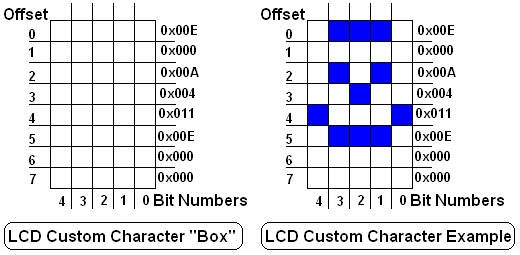 Offset
0 0x00E
1 0x000
2 0x00A
3 0x004
4 0x011
5 0x00E
6 0x000
7 0x000
4 3 2 1 0 Bit Numbers
LCD Custom Character "Box"
Offset
0 0x00E
1 0x000
2 0x00A
3 0x004
4 0x011
5 0x00E
6 0x000
7 0x000
4 3 2 1 0 Bit Numbers
LCD Custom Character Example